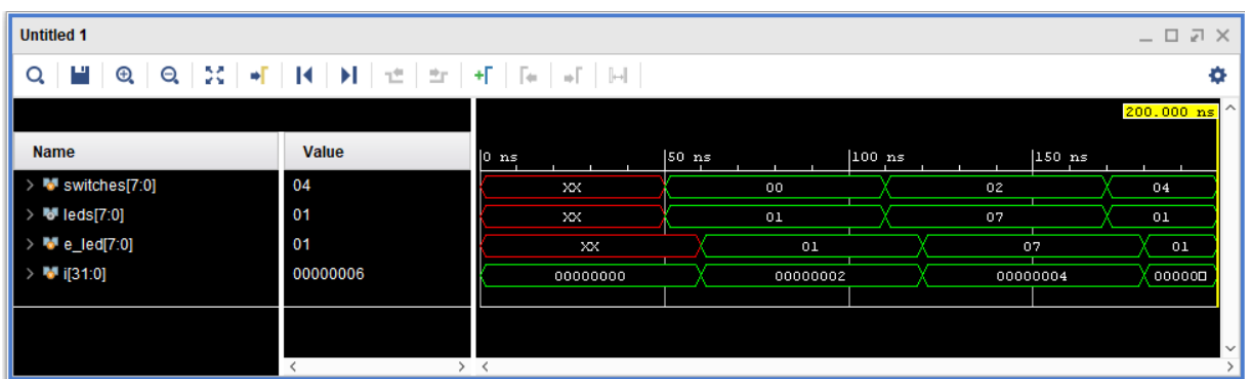 Untitled 1
200.000 ns
Name Value
0 ns 50 ns 100 ns 150 ns
switches[7:0] 04 XX 00 02 04
leds[7:0] 01 XX 01 07 01
e_led[7:0] 01 XX 01 07 01
i[31:0] 00000006 00000000 00000002 00000004 00000